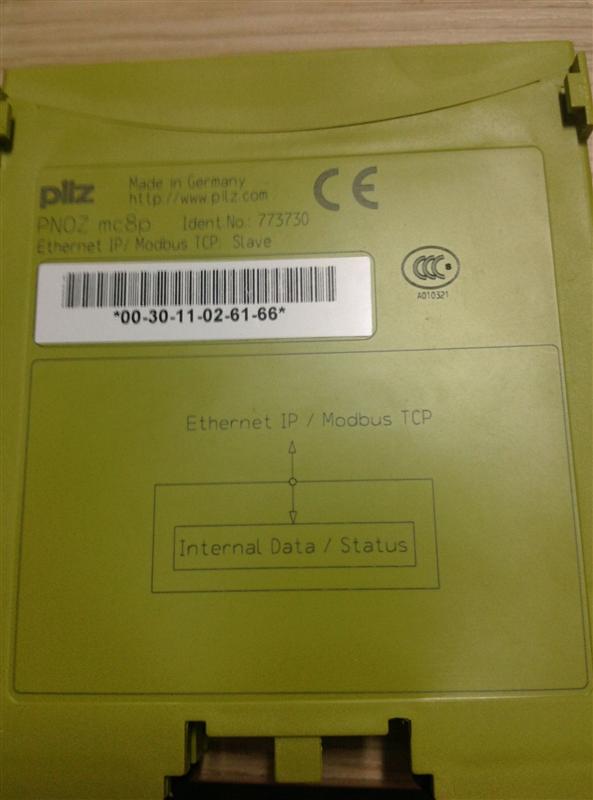 pilz
Made in Germany
http://www.pilz.com
CE
PNOZ mc8p Ident No.: 773730
Ethernet IP/ Modbus TCP: Slave
CCC S
A010321
*00-30-11-02-61-66*
Ethernet IP / Modbus TCP
Internal Data / Status